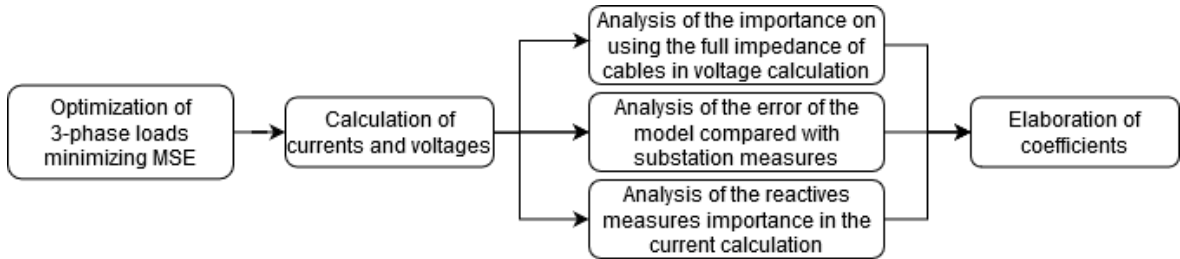 Optimization of
3-phase loads
minimizing MSE
Calculation of
currents and voltages
Analysis of the importance on
using the full impedance of
cables in voltage calculation
Analysis of the error of the
model compared with
substation measures
Analysis of the reactives
measures importance in the
current calculation
Elaboration of
coefficients